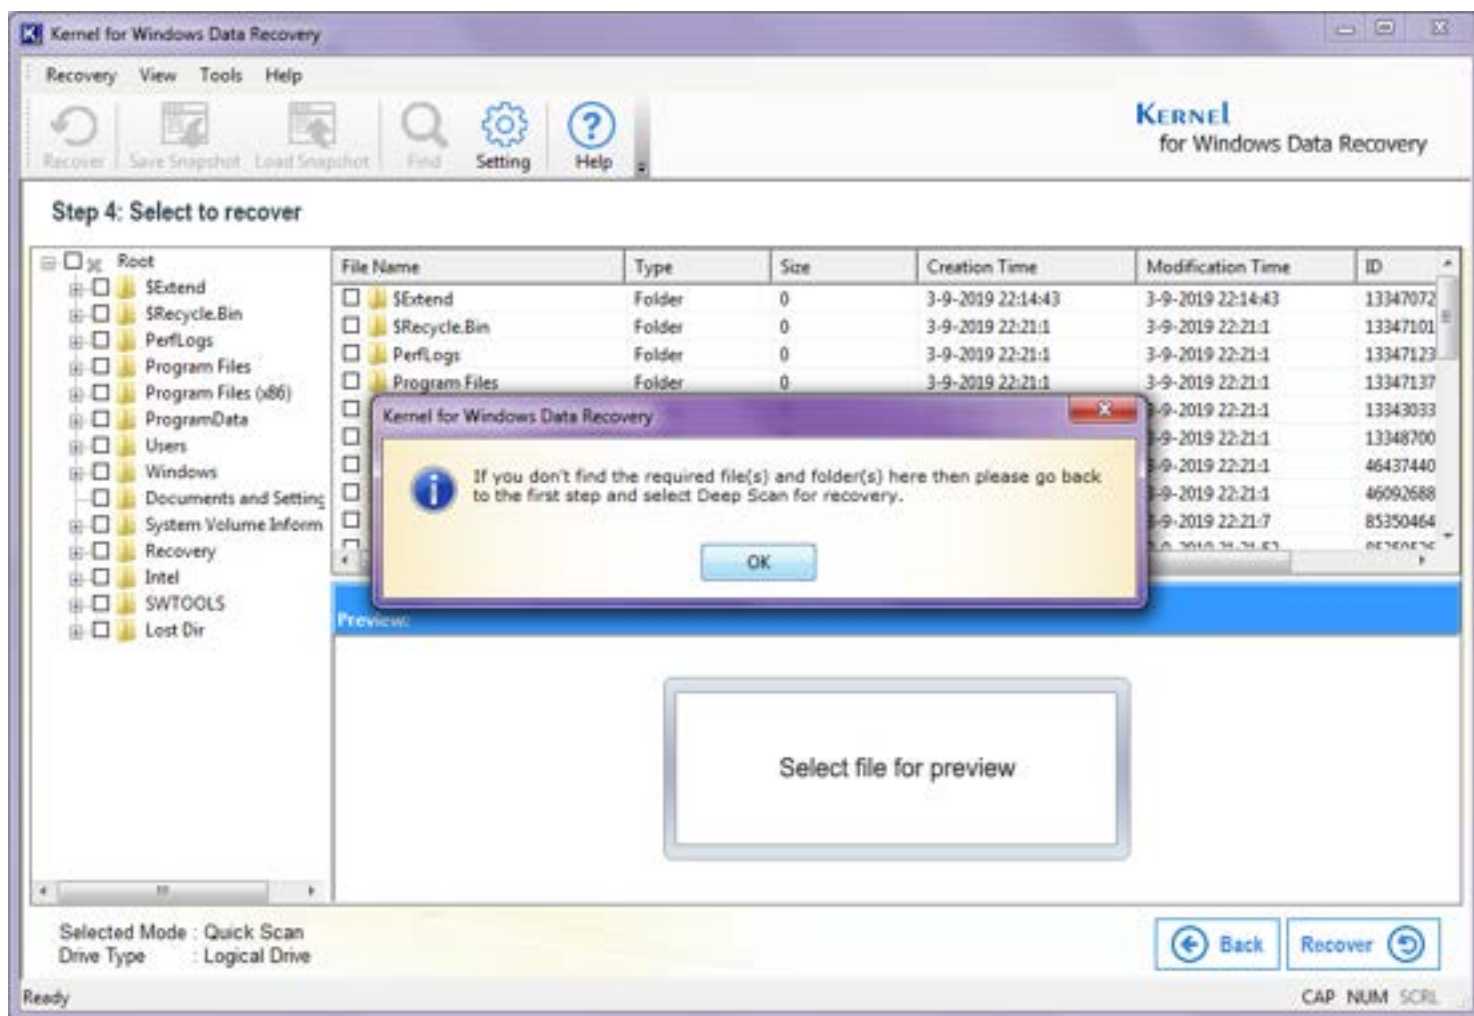 Kernel for Windows Data Recovery
Recovery View Tools Help
Recover Save Snapshot Load Snapshot Find Setting Help
KERNEL
for Windows Data Recovery
Step 4: Select to recover
Root
$Extend
$Recycle.Bin
PerfLogs
Program Files
Program Files (x86)
ProgramData
Users
Windows
Documents and Setting
System Volume Inform
Recovery
Intel
SWTOOLS
Lost Dir
File Name Type Size Creation Time Modification Time ID
$Extend Folder 0 3-9-2019 22:14:43 3-9-2019 22:14:43 13347072
$Recycle.Bin Folder 0 3-9-2019 22:21:1 3-9-2019 22:21:1 13347101
PerfLogs Folder 0 3-9-2019 22:21:1 3-9-2019 22:21:1 13347123
Program Files Folder 0 3-9-2019 22:21:1 3-9-2019 22:21:1 13347137
3-9-2019 22:21:1 13343033
3-9-2019 22:21:1 13348700
3-9-2019 22:21:1 46437440
3-9-2019 22:21:1 46092688
3-9-2019 22:21:7 85350464
Kernel for Windows Data Recovery
If you don't find the required file(s) and folder(s) here then please go back
to the first step and select Deep Scan for recovery.
OK
Preview:
Select file for preview
Selected Mode : Quick Scan
Drive Type : Logical Drive
Back Recover
Ready
CAP NUM SCRL